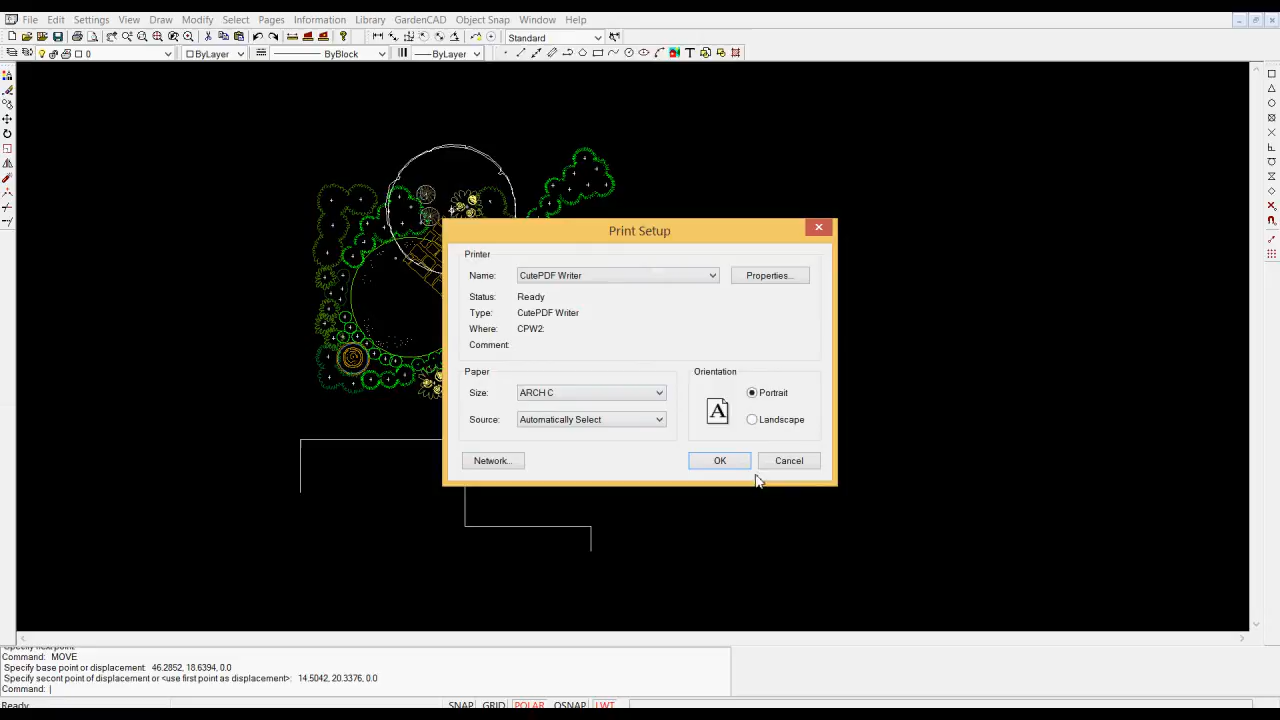 File Edit Settings View Draw Modify Select Pages Information Library GardenCAD Object Snap Window Help
Standard
0 ByLayer ByBlock ByLayer
Print Setup
Printer
Name: CutePDF Writer Properties...
Status: Ready
Type: CutePDF Writer
Where: CPW2:
Comment:
Paper Orientation
Size: ARCH C Portrait
A
Source: Automatically Select Landscape
Network... OK Cancel
Specify next point
Command: MOVE
Specify base point or displacement: 46.2852, 18.6394, 0.0
Specify secont point of displacement or <use first point as displacement>: 14.5042, 20.3376, 0.0
Command:
Ready SNAP GRID POLAR OSNAP LWT